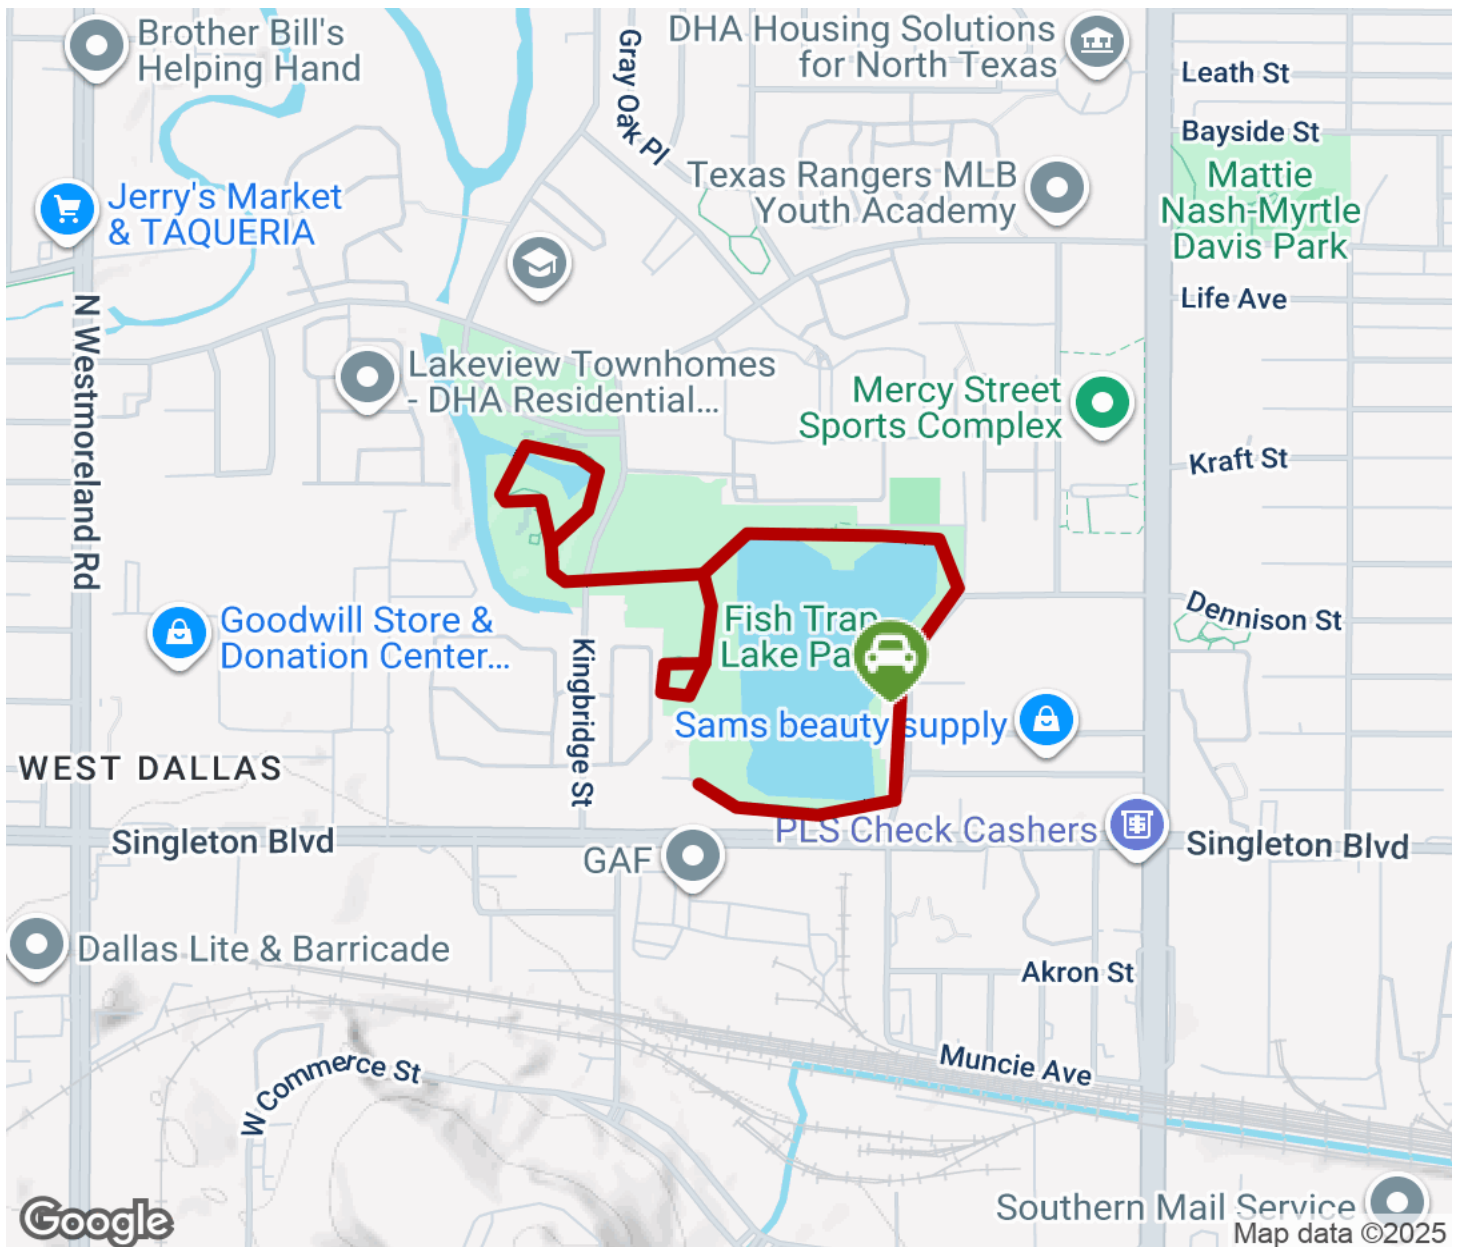 Brother Bill's
Helping Hand
Gray Oak Pl
DHA Housing Solutions
for North Texas
Leath St
Bayside St
Mattie
Nash-Myrtle
Davis Park
Texas Rangers MLB
Youth Academy
Jerry's Market
& TAQUERIA
Life Ave
N Westmoreland Rd
Lakeview Townhomes
- DHA Residential...
Mercy Street
Sports Complex
Kraft St
Dennison St
Goodwill Store &
Donation Center...
Fish Trap
Lake Pa
Kingbridge St
Sams beauty supply
WEST DALLAS
Singleton Blvd
GAF
PLS Check Cashers
Singleton Blvd
Dallas Lite & Barricade
Akron St
Muncie Ave
W Commerce St
Southern Mail Service
Google
Map data ©2025